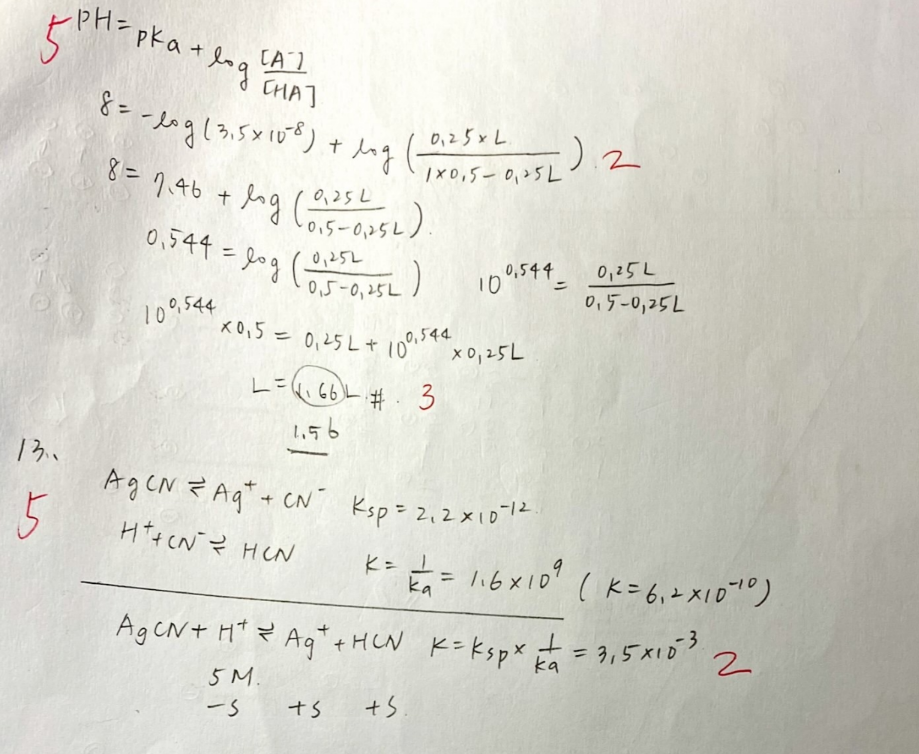 5 PH = pKa + log [A⁻]/[HA]
8 = -log(3,5×10⁻⁸) + log(0,25×L / 1×0,5-0,25L). 2
8 = 7.46 + log(0,25L / 0,5-0,25L).
0,544 = log(0,25L / 0,5-0,25L) 10^0,544 = 0,25L / 0,5-0,25L
10^0,544 ×0,5 = 0,25L + 10^0,544 ×0,25L
L = 1.66 L # . 3
1.56
13.
5
AgCN ⇌ Ag⁺ + CN⁻ Ksp = 2,2×10⁻¹².
H⁺+CN⁻ ⇌ HCN K = 1/ka = 1.6×10⁹ (K=6,2×10⁻¹⁰)
AgCN + H⁺ ⇌ Ag⁺ + HCN K = Ksp × 1/ka = 3,5×10⁻³ 2
5M.
-s +s +s.